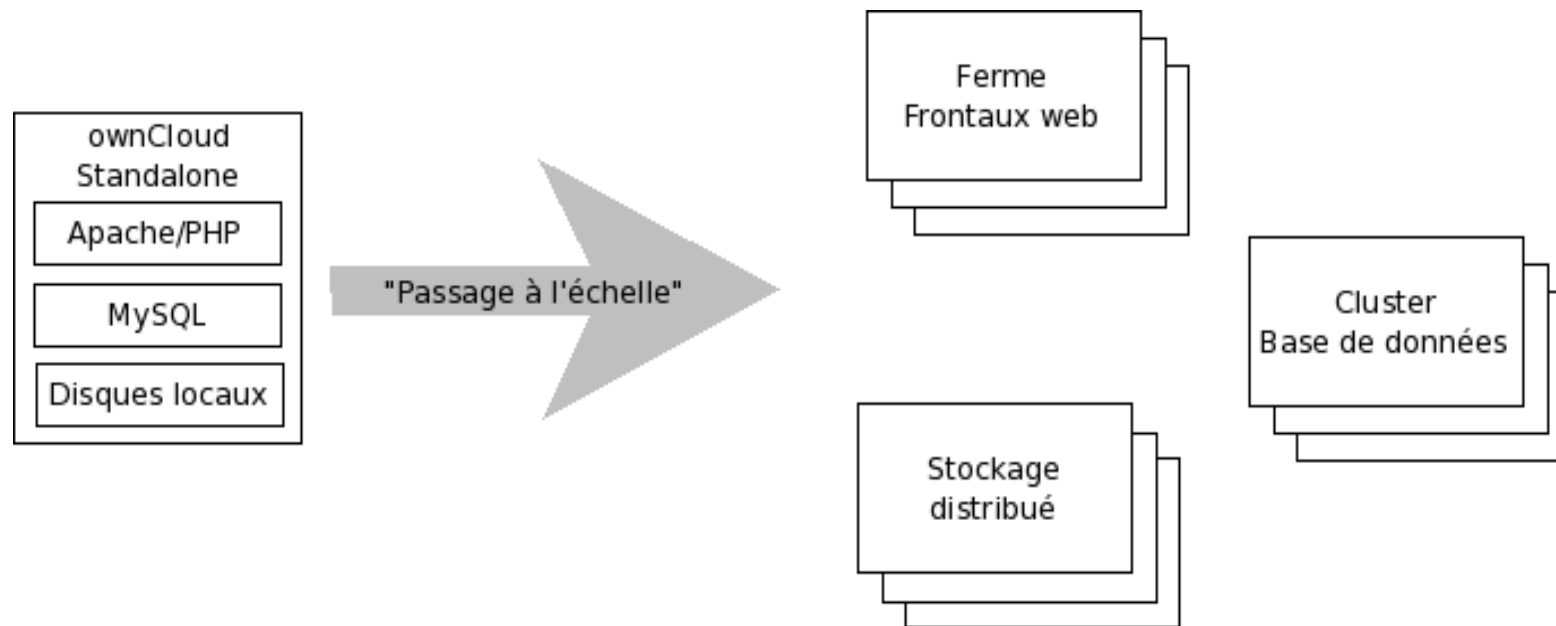 ownCloud
Standalone
Apache/PHP
MySQL
Disques locaux
"Passage à l'échelle"
Ferme
Frontaux web
Cluster
Base de données
Stockage
distribué